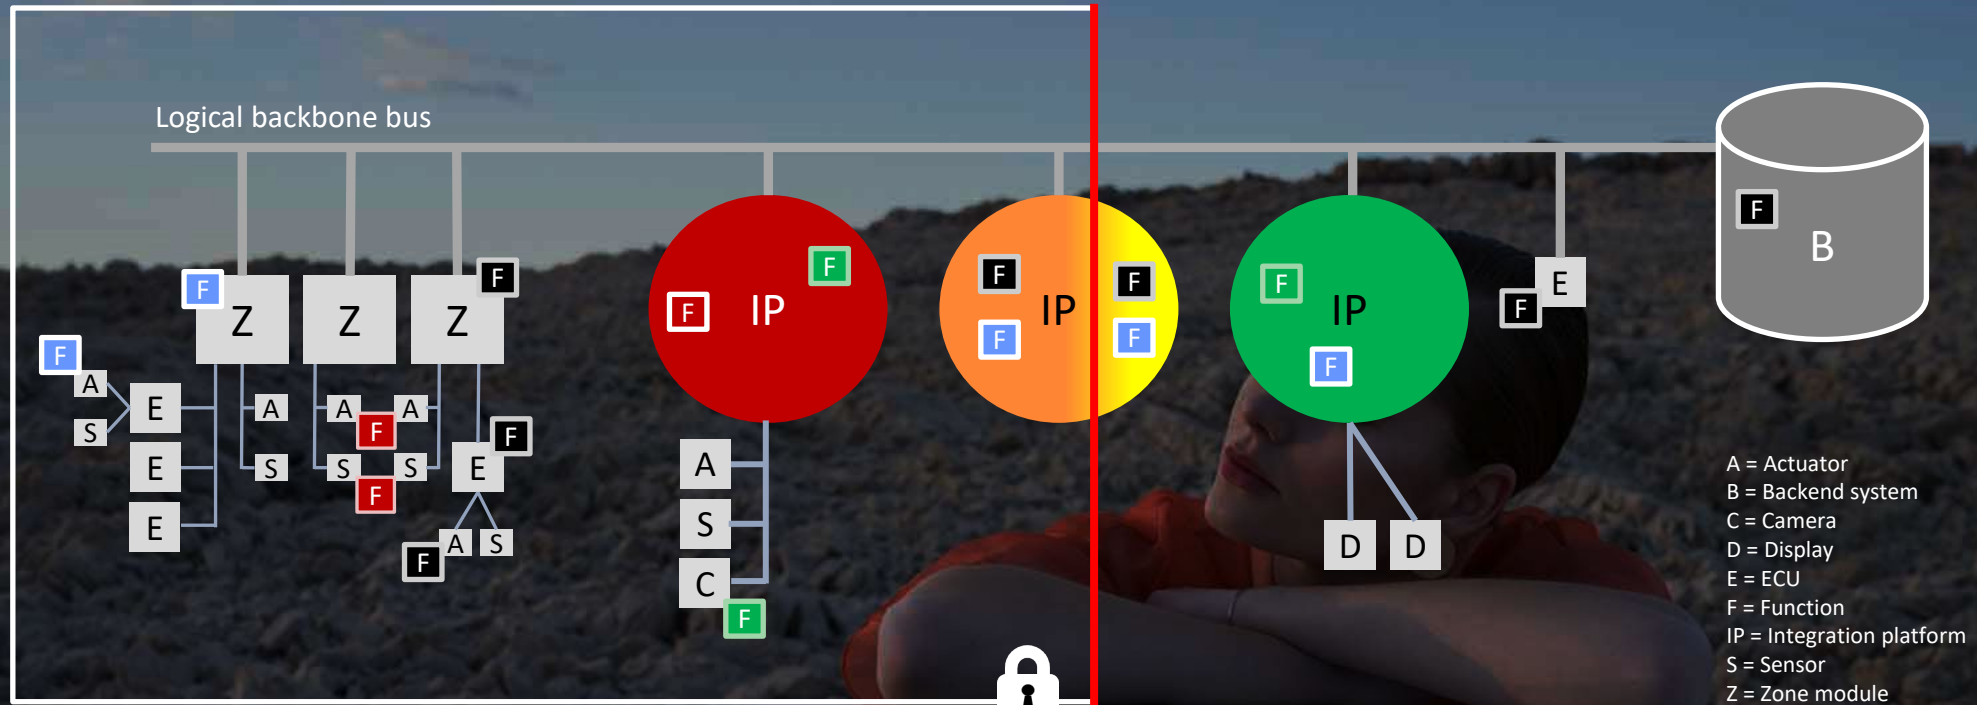 Logical backbone bus
F
B
F
F
F
F
F
F
F
E
Z
Z
Z
F
IP
IP
IP
F
F
F
F
F
A
E
A
A
A
F
F
S
E
S
S
S
E
A
F
E
S
A
S
D
D
F
C
F
A = Actuator
B = Backend system
C = Camera
D = Display
E = ECU
F = Function
IP = Integration platform
S = Sensor
Z = Zone module